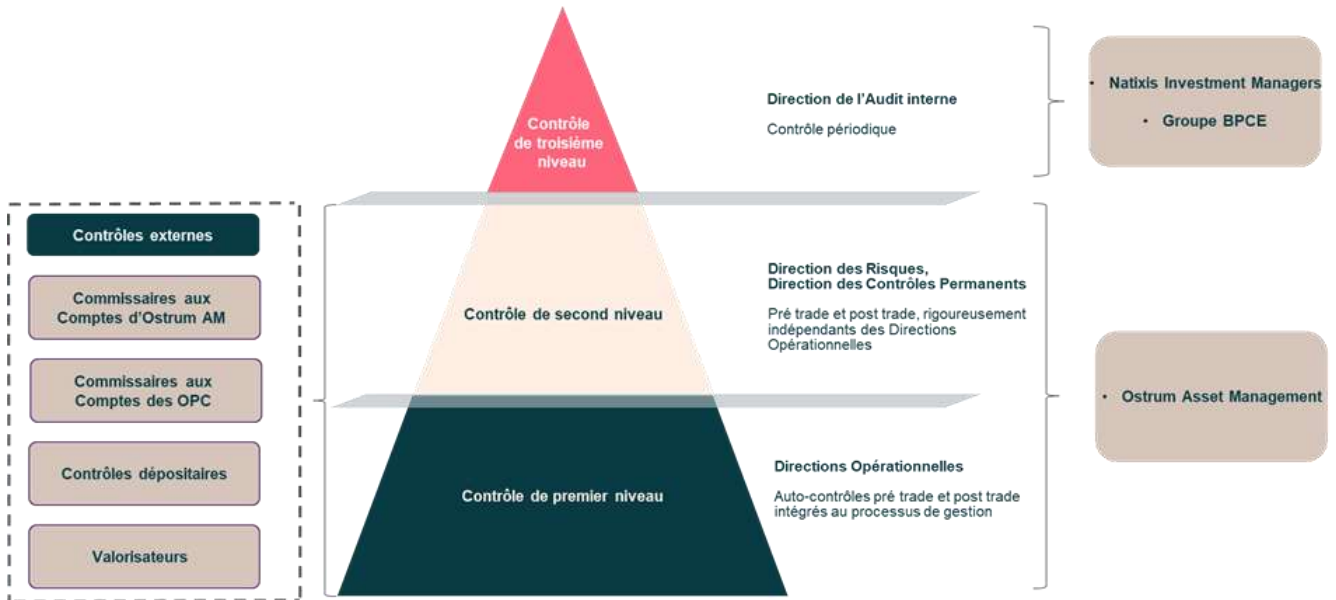 Contrôles externes
Commissaires aux
Comptes d'Ostrum AM
Commissaires aux
Comptes des OPC
Contrôles dépositaires
Valorisateurs
Contrôle
de troisième
niveau
Contrôle de second niveau
Contrôle de premier niveau
Direction de l'Audit interne
Contrôle périodique
Direction des Risques,
Direction des Contrôles Permanents
Pré trade et post trade, rigoureusement
indépendants des Directions
Opérationnelles
Directions Opérationnelles
Auto-contrôles pré trade et post trade
intégrés au processus de gestion
• Natixis Investment Managers
• Groupe BPCE
• Ostrum Asset Management